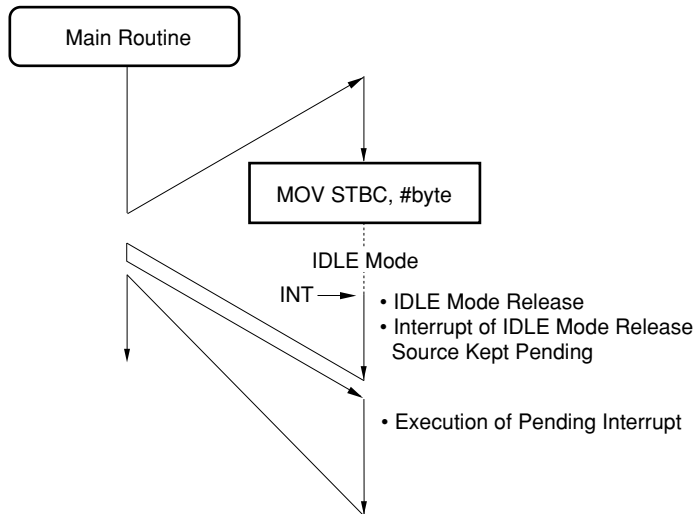 Main Routine
MOV STBC, #byte
IDLE Mode
INT
• IDLE Mode Release
• Interrupt of IDLE Mode Release
Source Kept Pending
• Execution of Pending Interrupt